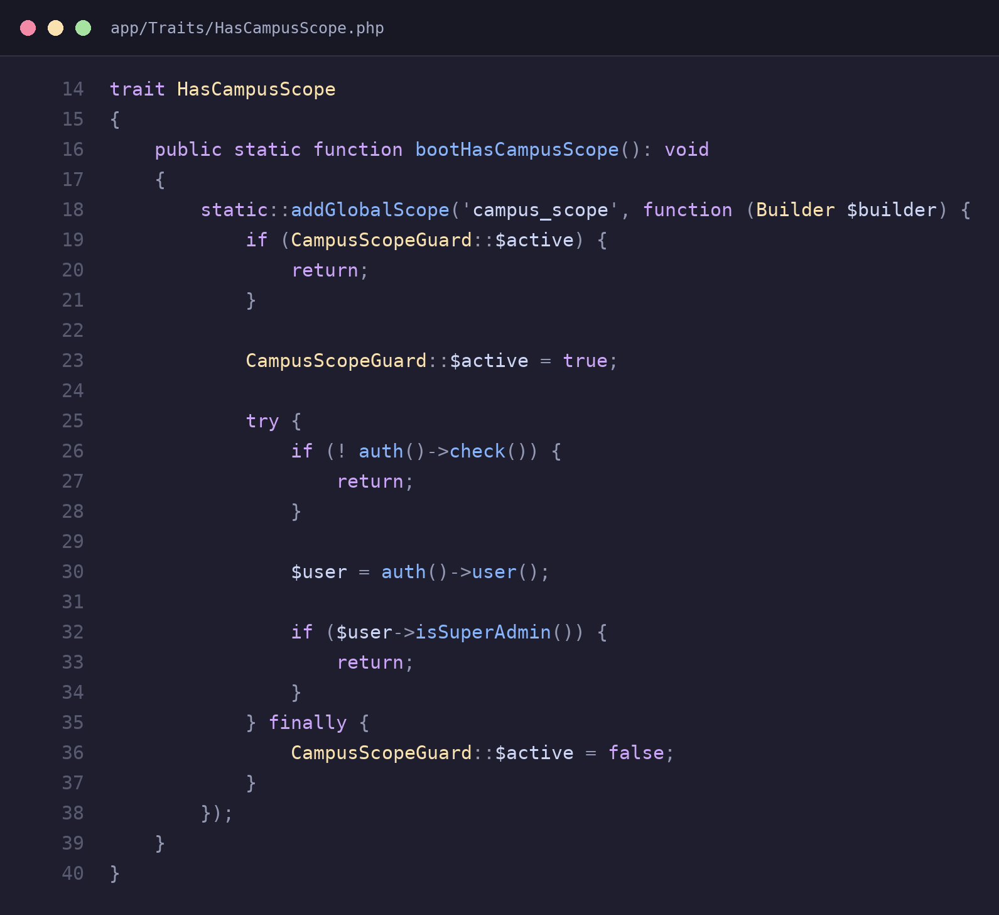 app/Traits/HasCampusScope.php
14 trait HasCampusScope
15 {
16     public static function bootHasCampusScope(): void
17     {
18         static::addGlobalScope('campus_scope', function (Builder $builder) {
19             if (CampusScopeGuard::$active) {
20                 return;
21             }
22
23             CampusScopeGuard::$active = true;
24
25             try {
26                 if (! auth()->check()) {
27                     return;
28                 }
29
30                 $user = auth()->user();
31
32                 if ($user->isSuperAdmin()) {
33                     return;
34                 }
35             } finally {
36                 CampusScopeGuard::$active = false;
37             }
38         });
39     }
40 }